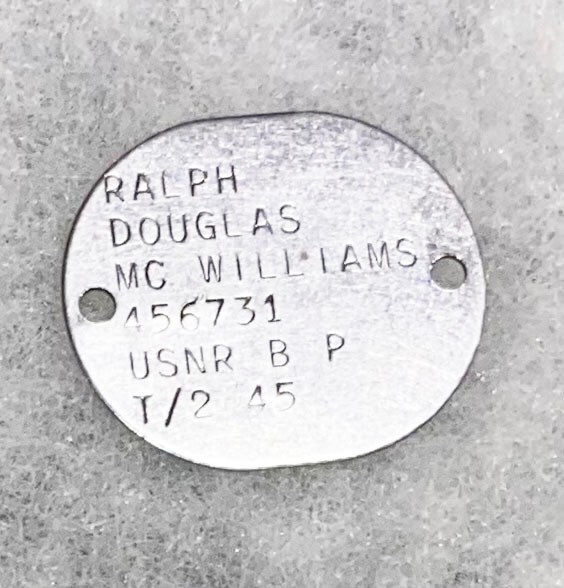 RALPH
DOUGLAS
MC WILLIAMS
456731
USNR B P
T/2 45